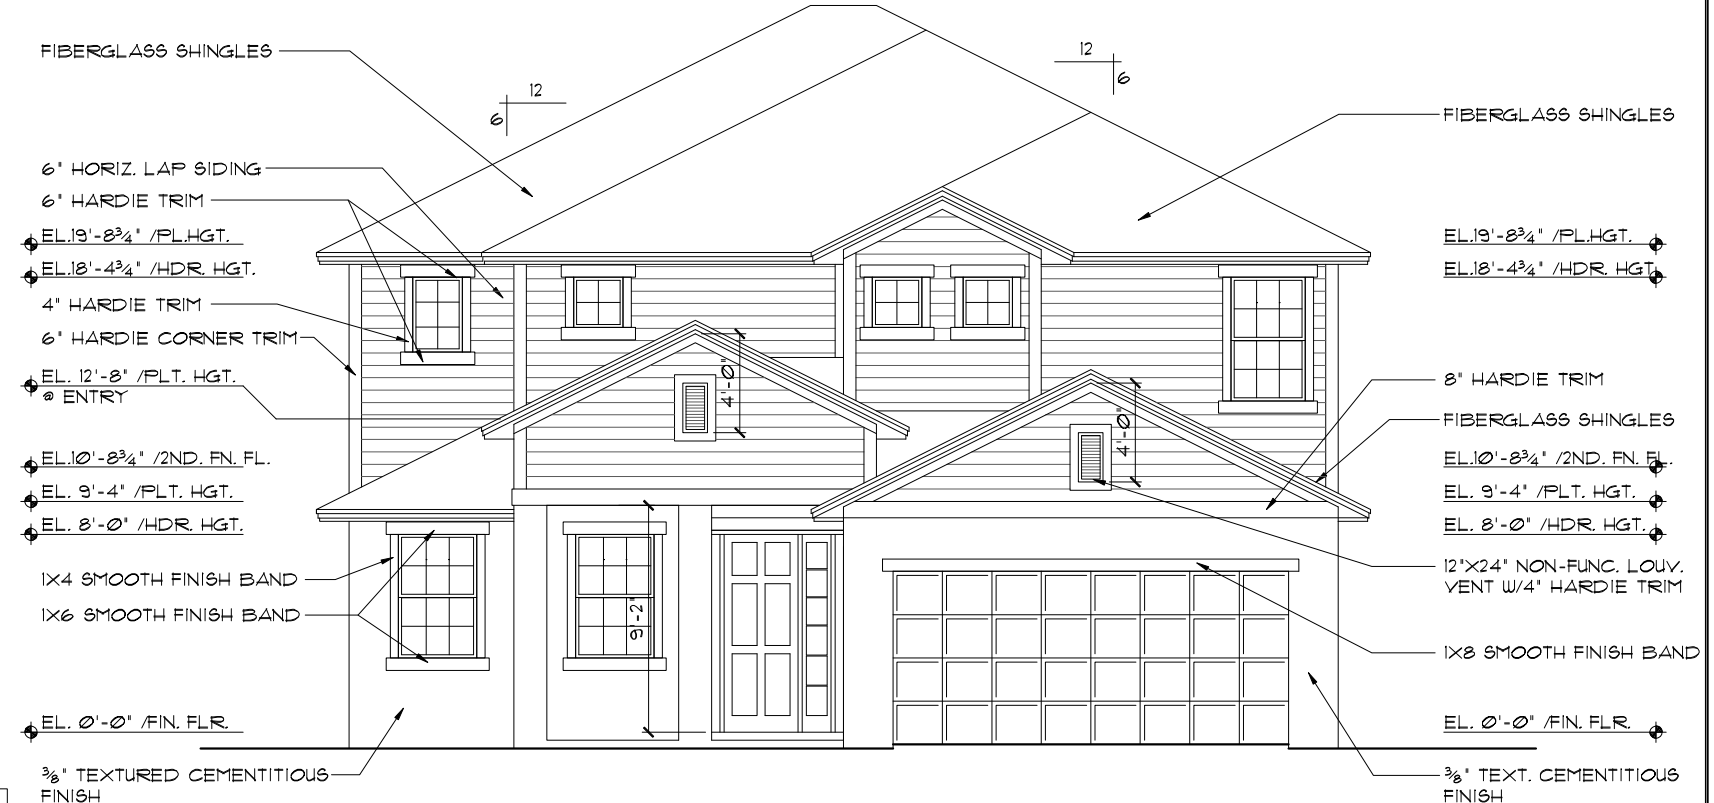 FIBERGLASS SHINGLES
6" HORIZ. LAP SIDING
6" HARDIE TRIM
EL.19'-8¾" /PL.HGT.
EL.18'-4¾" /HDR. HGT.
4" HARDIE TRIM
6" HARDIE CORNER TRIM
EL. 12'-8" /PLT. HGT.
@ ENTRY
EL.10'-8¾" /2ND. FN. FL.
EL. 9'-4" /PLT. HGT.
EL. 8'-0" /HDR. HGT.
1X4 SMOOTH FINISH BAND
1X6 SMOOTH FINISH BAND
EL. 0'-0" /FIN. FLR.
⅜" TEXTURED CEMENTITIOUS
FINISH
12
6
12
6
4'-0"
4'-0"
9'-2"
FIBERGLASS SHINGLES
EL.19'-8¾" /PL.HGT.
EL.18'-4¾" /HDR. HGT
8" HARDIE TRIM
FIBERGLASS SHINGLES
EL.10'-8¾" /2ND. FN. FL.
EL. 9'-4" /PLT. HGT.
EL. 8'-0" /HDR. HGT.
12"X24" NON-FUNC. LOUV.
VENT W/4" HARDIE TRIM
1X8 SMOOTH FINISH BAND
EL. 0'-0" /FIN. FLR.
⅜" TEXT. CEMENTITIOUS
FINISH